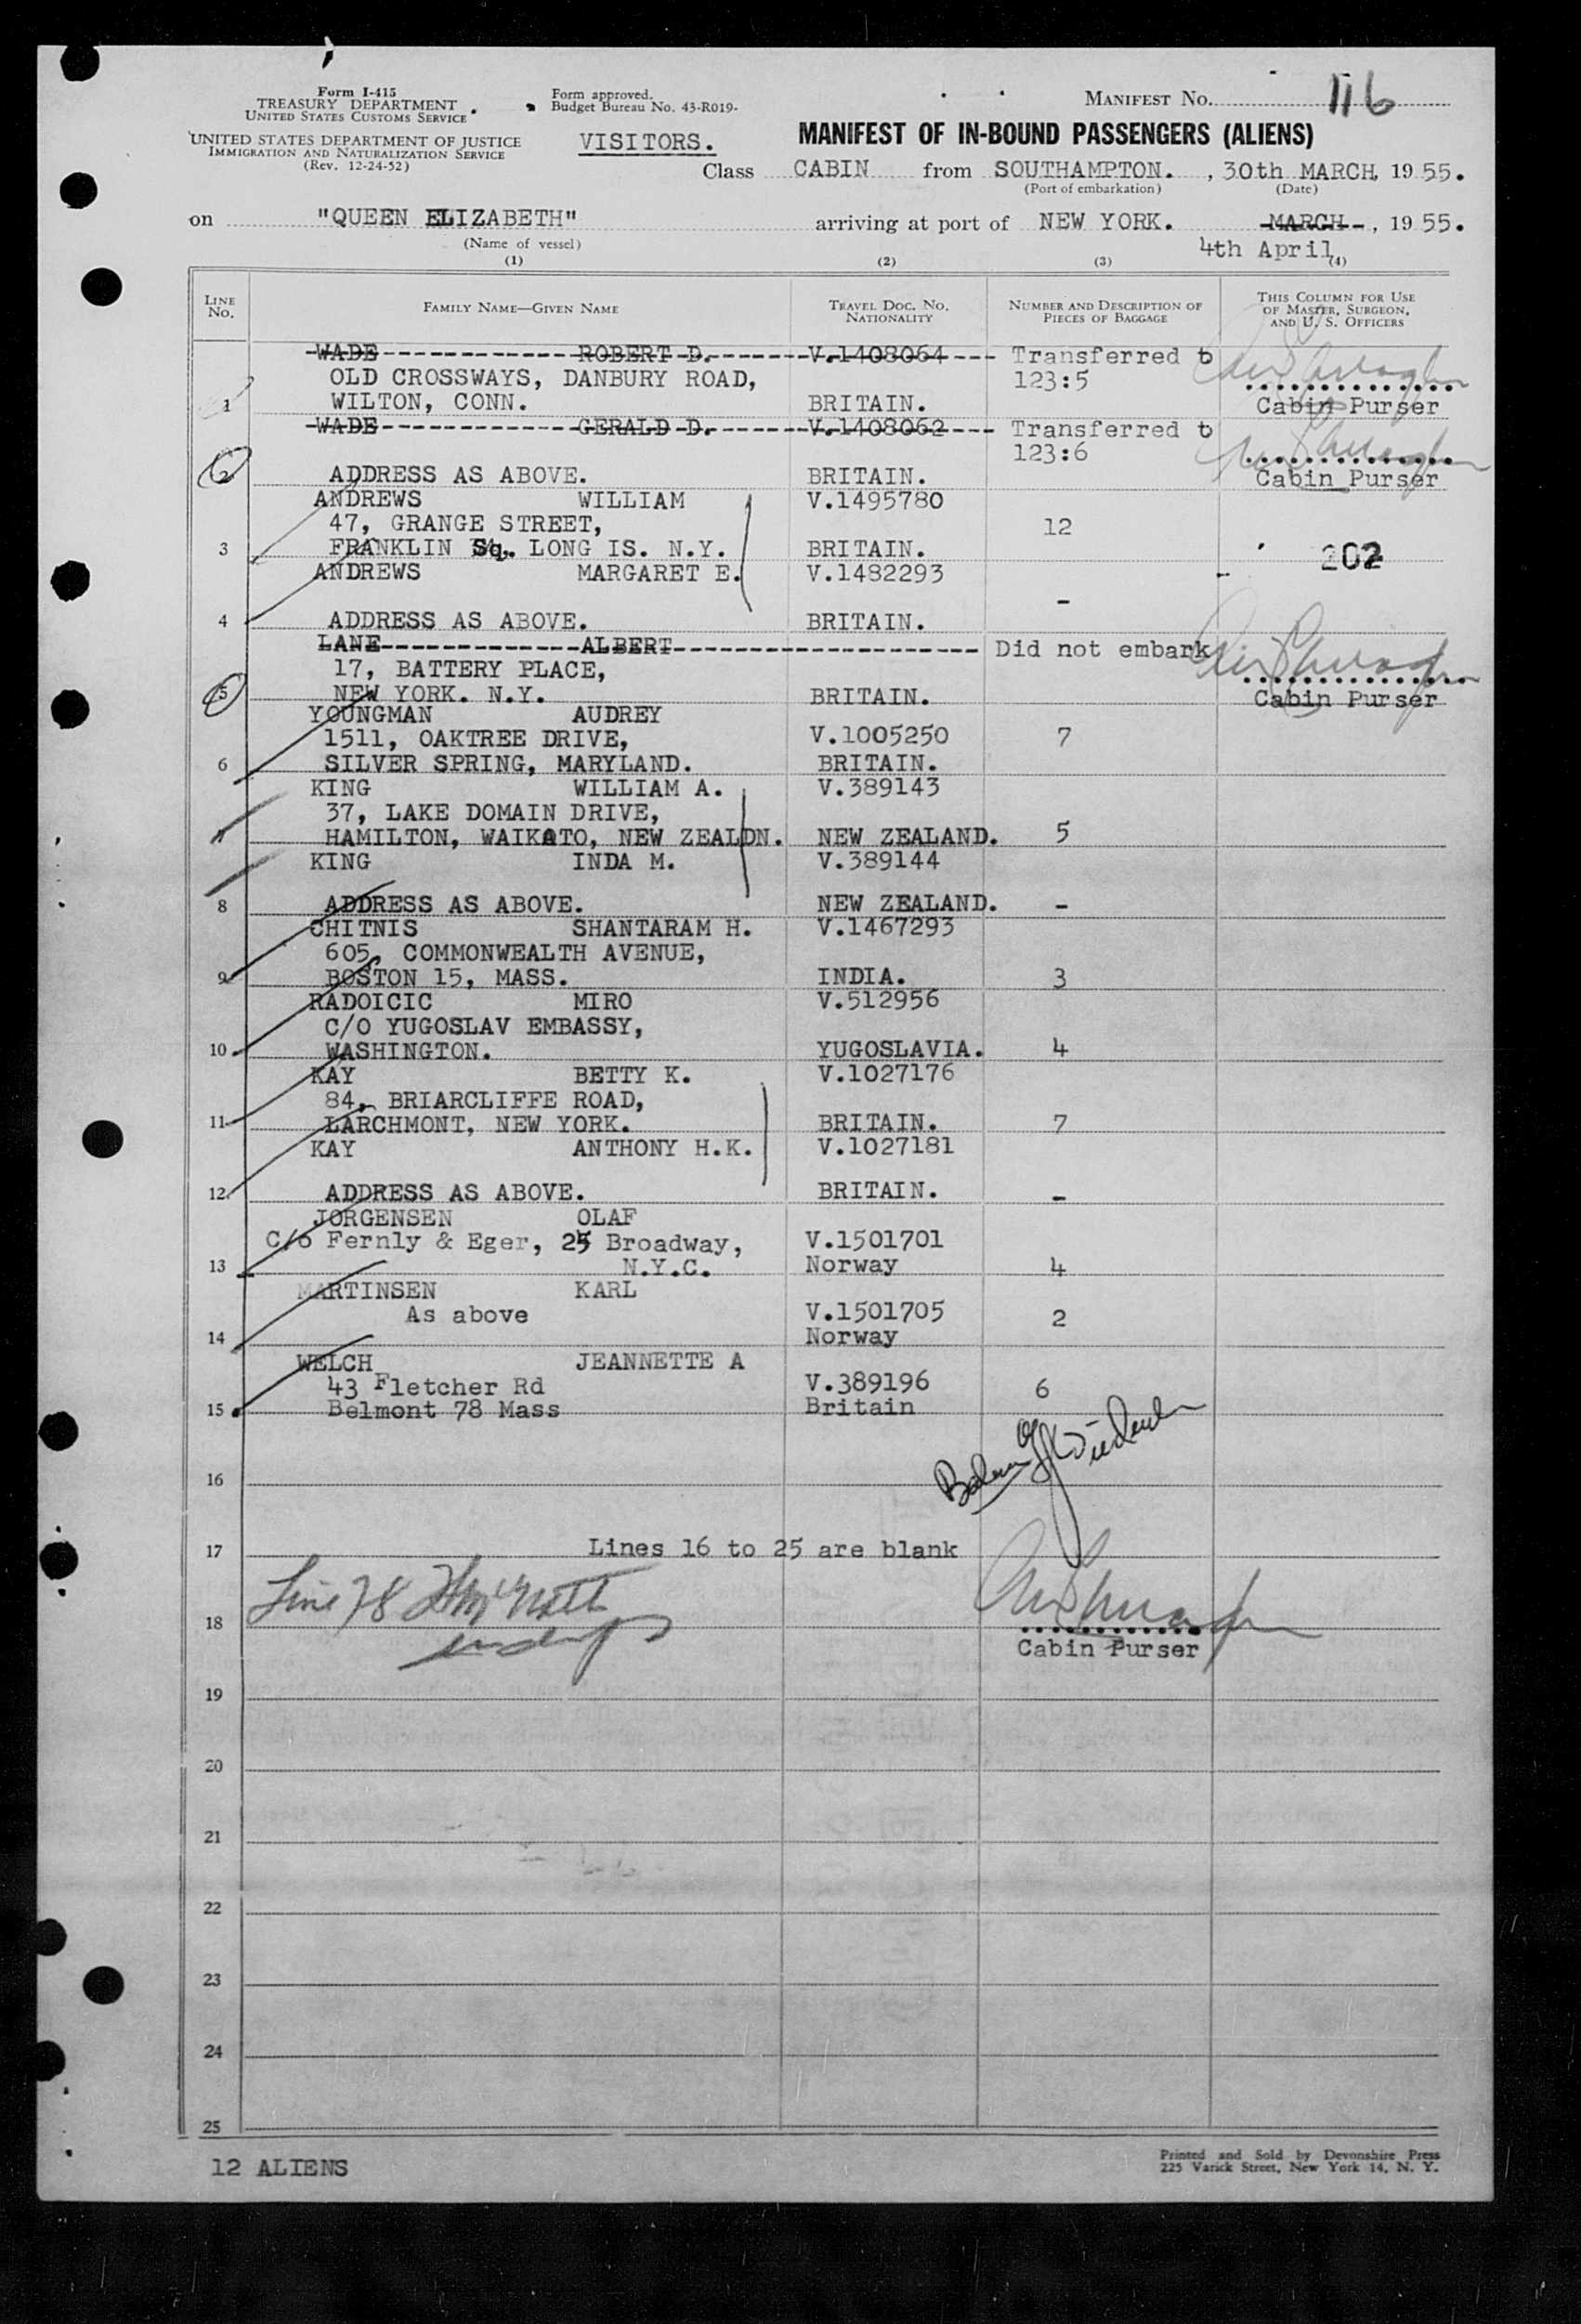 Form I-415
TREASURY DEPARTMENT
UNITED STATES CUSTOMS SERVICE
UNITED STATES DEPARTMENT OF JUSTICE
IMMIGRATION AND NATURALIZATION SERVICE
(Rev. 12-24-52)
Form approved.
Budget Bureau No. 43-R019.
VISITORS.
MANIFEST NO. 116
MANIFEST OF IN-BOUND PASSENGERS (ALIENS)
Class CABIN from SOUTHAMPTON. , 30th MARCH, 1955.
(Port of embarkation) (Date)
on "QUEEN ELIZABETH" arriving at port of NEW YORK. MARCH , 1955.
(Name of vessel) 4th April
(1) (2) (3) (4)
LINE NO. FAMILY NAME—GIVEN NAME TRAVEL DOC. NO. NATIONALITY NUMBER AND DESCRIPTION OF PIECES OF BAGGAGE THIS COLUMN FOR USE OF MASTER, SURGEON, AND U. S. OFFICERS
WADE ROBERT D. V.1408064 Transferred to
OLD CROSSWAYS, DANBURY ROAD, 123:5
1 WILTON, CONN. BRITAIN. Cabin Purser
WADE GERALD D. V.1408062 Transferred to
123:6
2 ADDRESS AS ABOVE. BRITAIN. Cabin Purser
ANDREWS WILLIAM V.1495780
47, GRANGE STREET, 12
3 FRANKLIN Sq. LONG IS. N.Y. BRITAIN. 202
ANDREWS MARGARET E. V.1482293
4 ADDRESS AS ABOVE. BRITAIN. -
LANE ALBERT Did not embark
17, BATTERY PLACE,
5 NEW YORK. N.Y. BRITAIN. Cabin Purser
YOUNGMAN AUDREY
1511, OAKTREE DRIVE, V.1005250 7
6 SILVER SPRING, MARYLAND. BRITAIN.
KING WILLIAM A. V.389143
37, LAKE DOMAIN DRIVE,
7 HAMILTON, WAIKATO, NEW ZEALDN. NEW ZEALAND. 5
KING INDA M. V.389144
8 ADDRESS AS ABOVE. NEW ZEALAND. -
CHITNIS SHANTARAM H. V.1467293
605, COMMONWEALTH AVENUE,
9 BOSTON 15, MASS. INDIA. 3
RADOICIC MIRO V.512956
C/O YUGOSLAV EMBASSY,
10 WASHINGTON. YUGOSLAVIA. 4
KAY BETTY K. V.1027176
84, BRIARCLIFFE ROAD,
11 LARCHMONT, NEW YORK. BRITAIN. 7
KAY ANTHONY H.K. V.1027181
12 ADDRESS AS ABOVE. BRITAIN. -
JORGENSEN OLAF
C/o Fernly & Eger, 25 Broadway, V.1501701
13 N.Y.C. Norway 4
MARTINSEN KARL
As above V.1501705 2
14 Norway
WELCH JEANNETTE A
43 Fletcher Rd V.389196 6
15 Belmont 78 Mass Britain
16
17 Lines 16 to 25 are blank
Line 78
18
Cabin Purser
19
20
21
22
23
24
25
12 ALIENS
Printed and Sold by Devonshire Press
225 Varick Street, New York 14, N. Y.